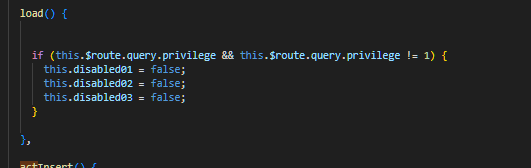 load() {
if (this.$route.query.privilege && this.$route.query.privilege != 1) {
this.disabled01 = false;
this.disabled02 = false;
this.disabled03 = false;
}
},
actInsert() {